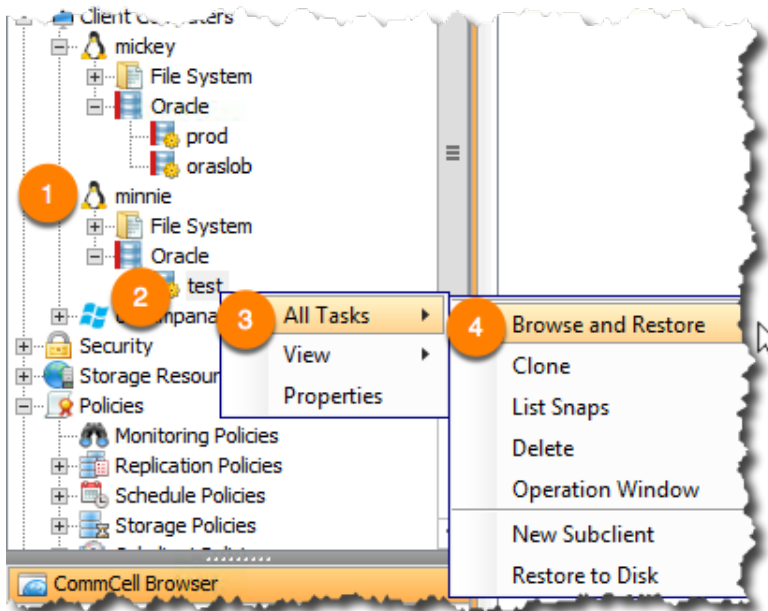 Client Computers
mickey
File System
Oracle
prod
oraslob
1
minnie
File System
Oracle
2
test
3
All Tasks
4
Browse and Restore
Security
View
Clone
Storage Resour
Properties
List Snaps
Policies
Delete
Monitoring Policies
Replication Policies
Operation Window
Schedule Policies
New Subclient
Storage Policies
Restore to Disk
CommCell Browser